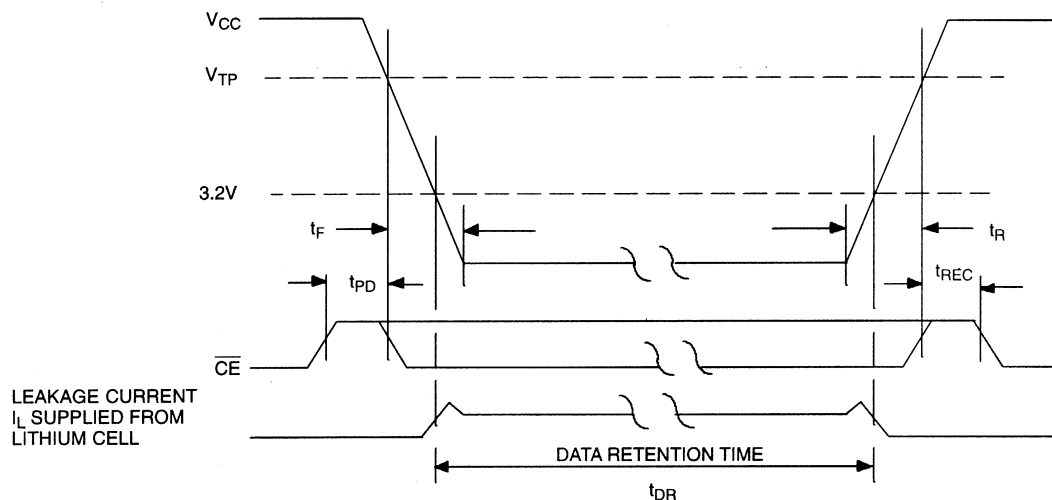 VCC
VTP
3.2V
tF
tR
tPD
tREC
CE
LEAKAGE CURRENT
IL SUPPLIED FROM
LITHIUM CELL
DATA RETENTION TIME
tDR